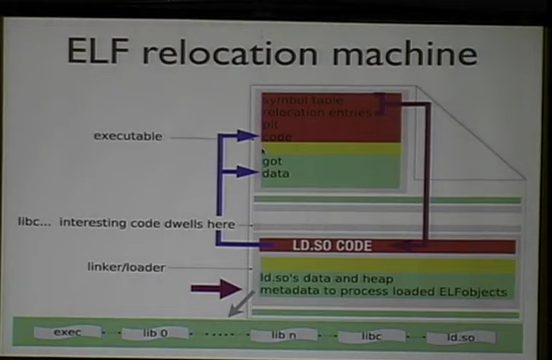 ELF relocation machine
symbol table
relocation entries
plt
code
executable
got
data
libc... interesting code dwells here
LD.SO CODE
linker/loader
ld.so's data and heap
metadata to process loaded ELFobjects
exec
lib 0
.....
lib n
libc
ld.so